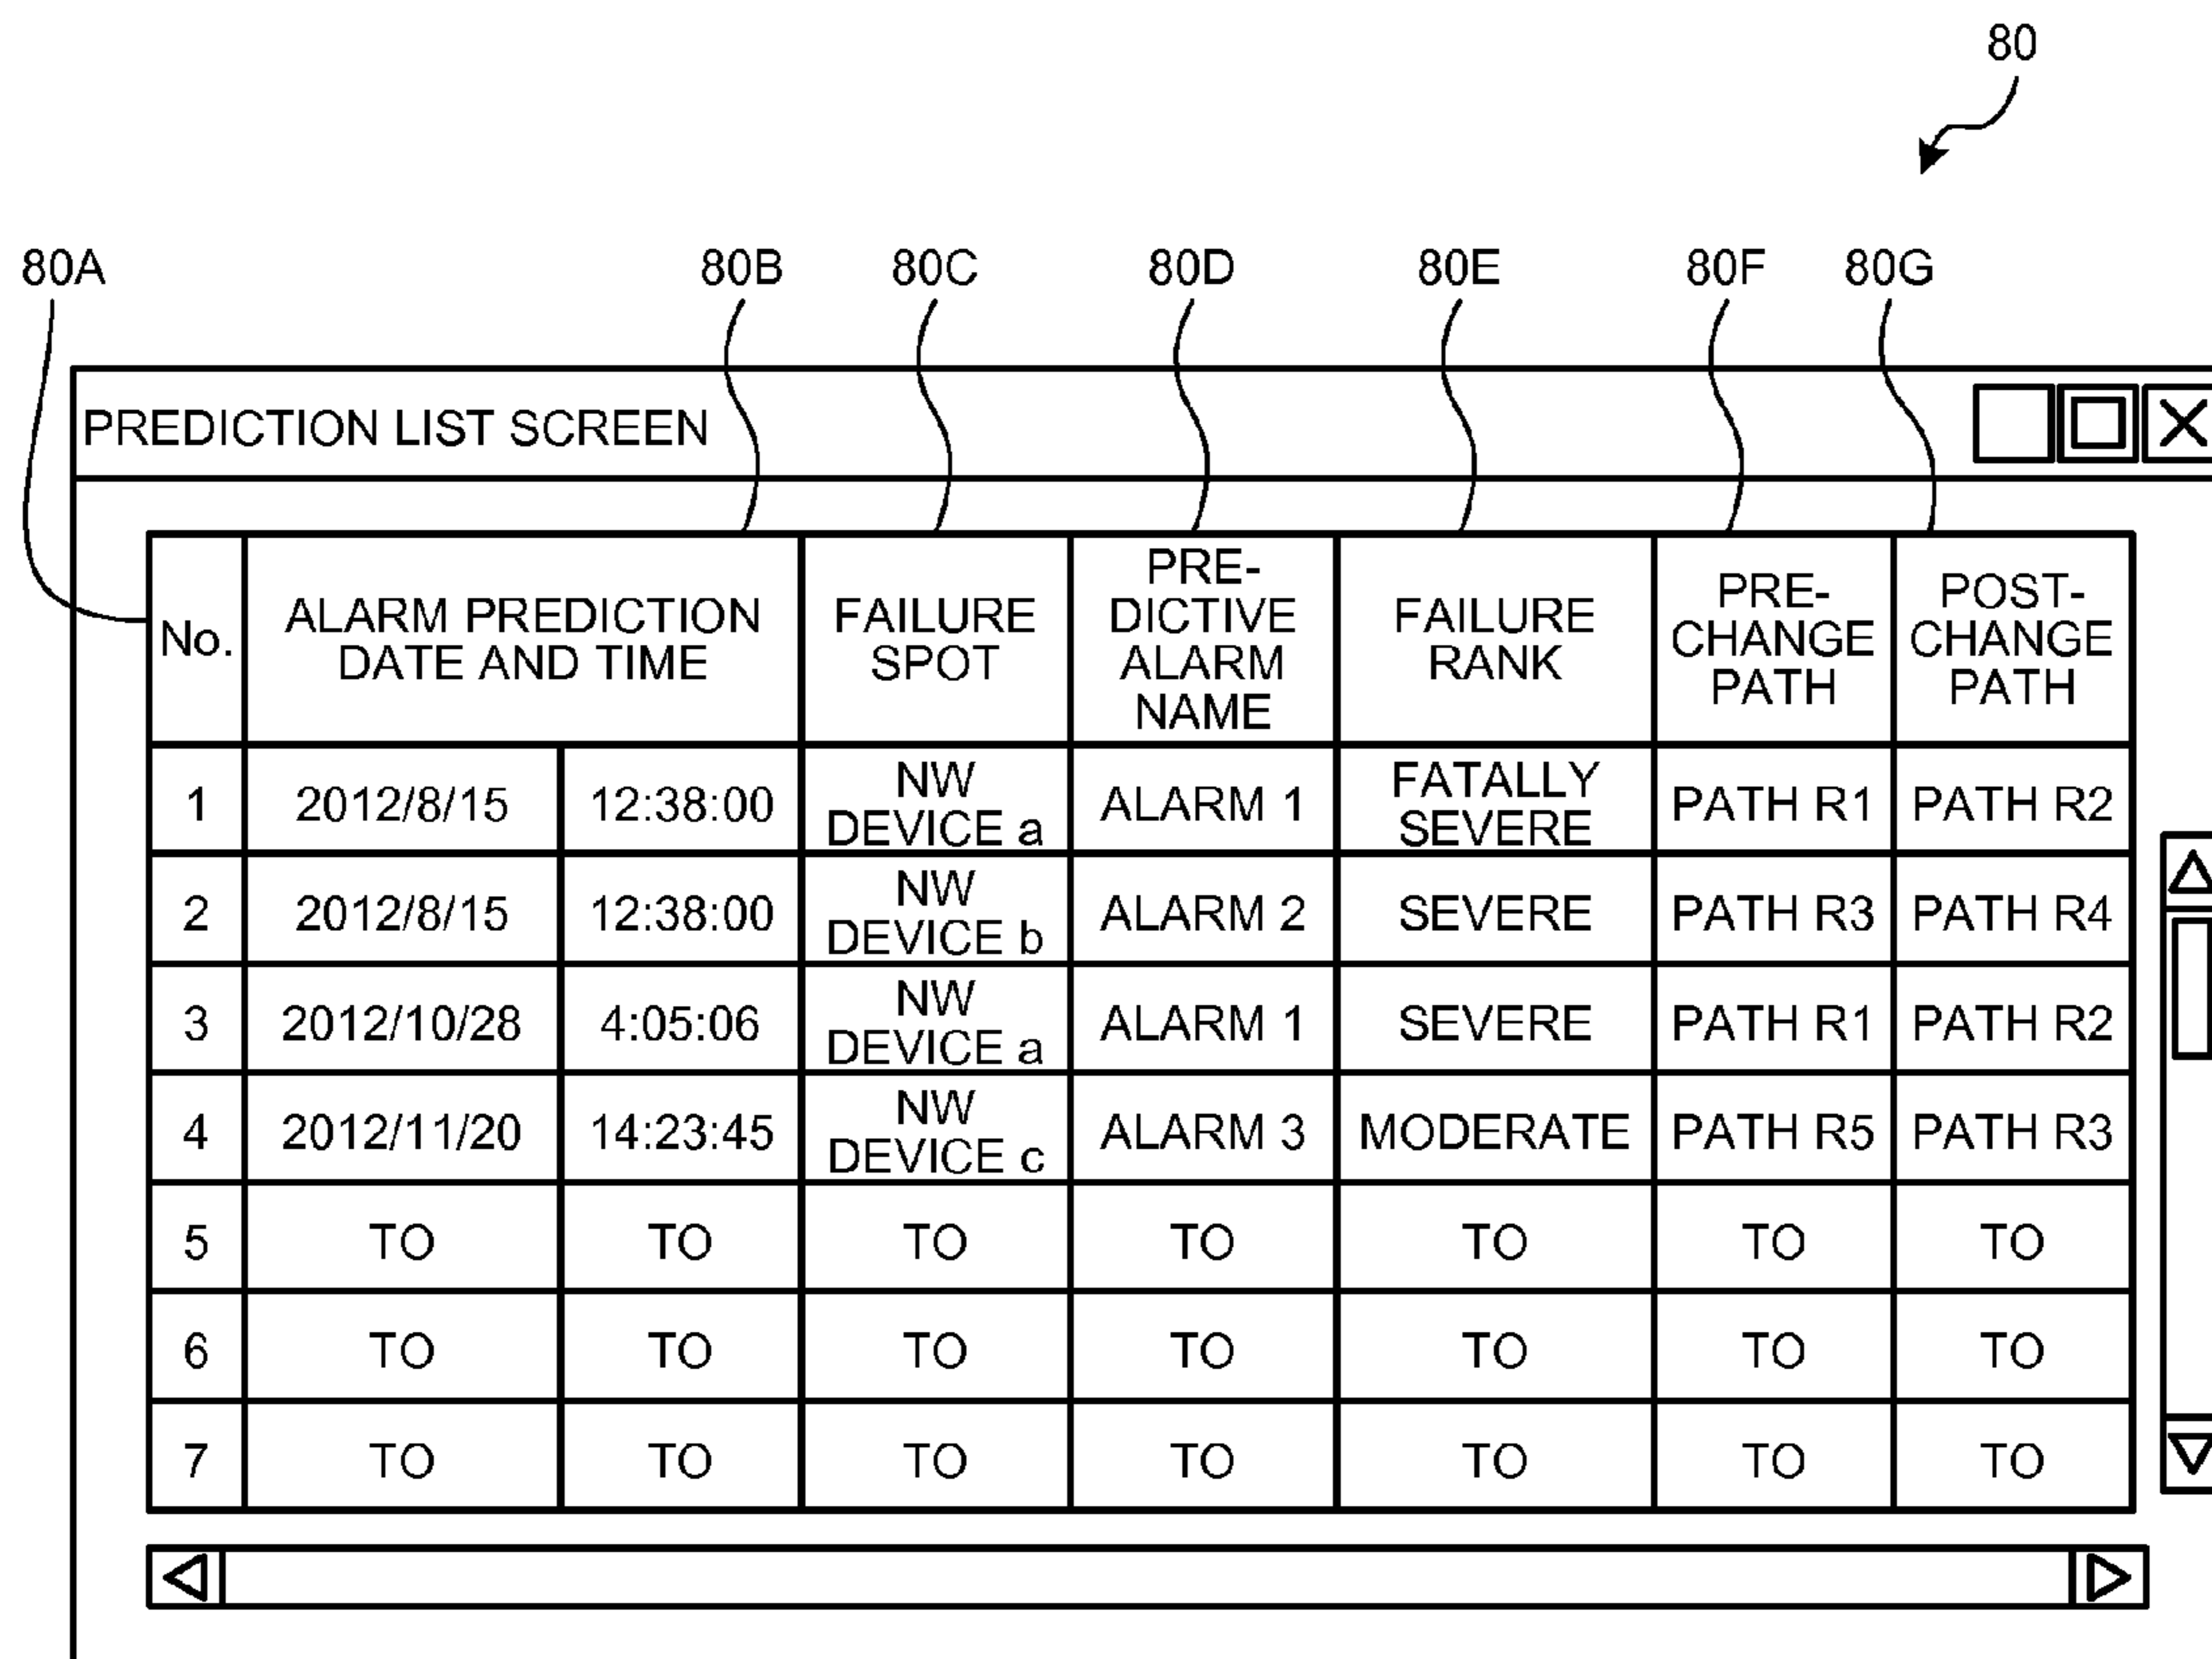 80
80A 80B 80C 80D 80E 80F 80G
PREDICTION LIST SCREEN
No. ALARM PREDICTION DATE AND TIME FAILURE SPOT PRE-DICTIVE ALARM NAME FAILURE RANK PRE-CHANGE PATH POST-CHANGE PATH
1 2012/8/15 12:38:00 NW DEVICE a ALARM 1 FATALLY SEVERE PATH R1 PATH R2
2 2012/8/15 12:38:00 NW DEVICE b ALARM 2 SEVERE PATH R3 PATH R4
3 2012/10/28 4:05:06 NW DEVICE a ALARM 1 SEVERE PATH R1 PATH R2
4 2012/11/20 14:23:45 NW DEVICE c ALARM 3 MODERATE PATH R5 PATH R3
5 TO TO TO TO TO TO TO
6 TO TO TO TO TO TO TO
7 TO TO TO TO TO TO TO